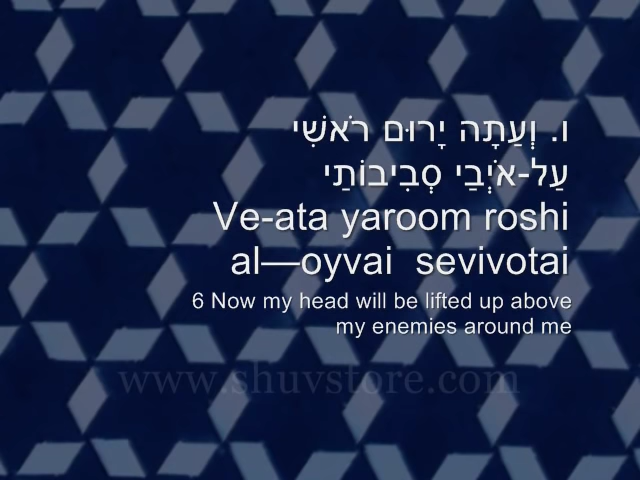 ו. וְעַתָּה יָרוּם רֹאשִׁי
עַל-אֹיְבַי סְבִיבוֹתַי
Ve-ata yaroom roshi
al—oyvai sevivotai
6 Now my head will be lifted up above
my enemies around me
www.shuvstore.com